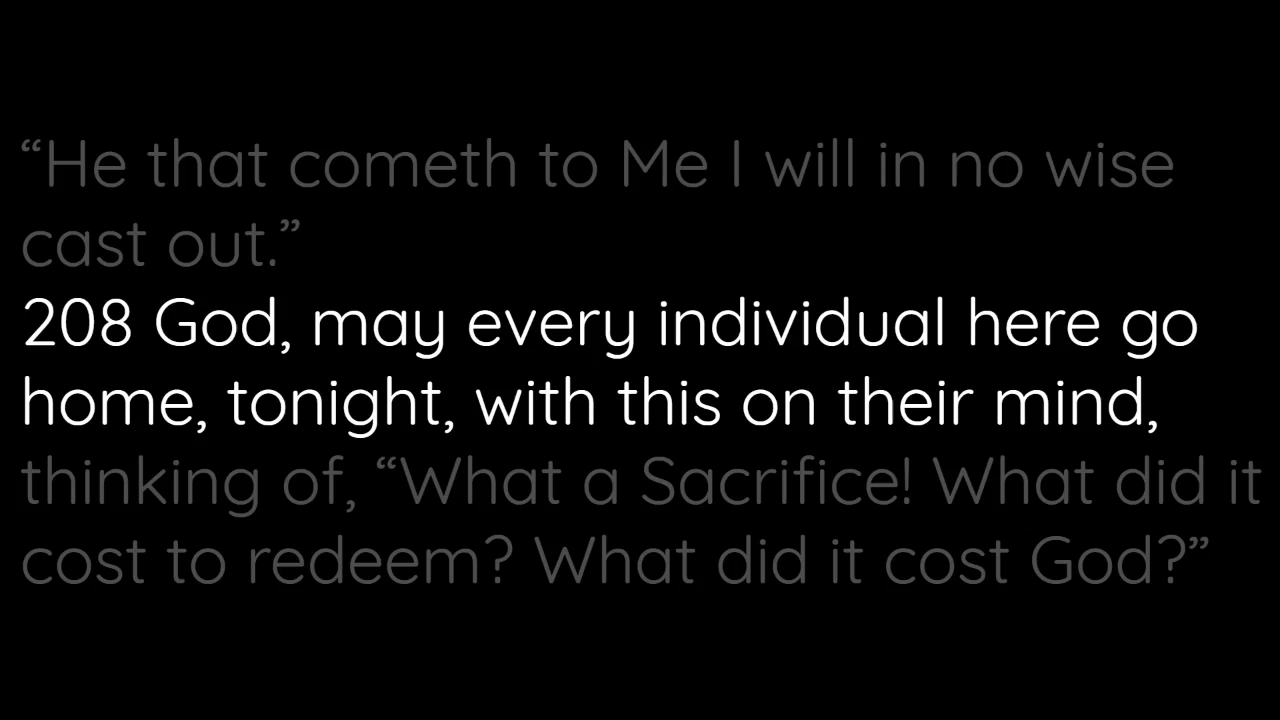 “He that cometh to Me I will in no wise
cast out.”
208 God, may every individual here go
home, tonight, with this on their mind,
thinking of, “What a Sacrifice! What did it
cost to redeem? What did it cost God?”